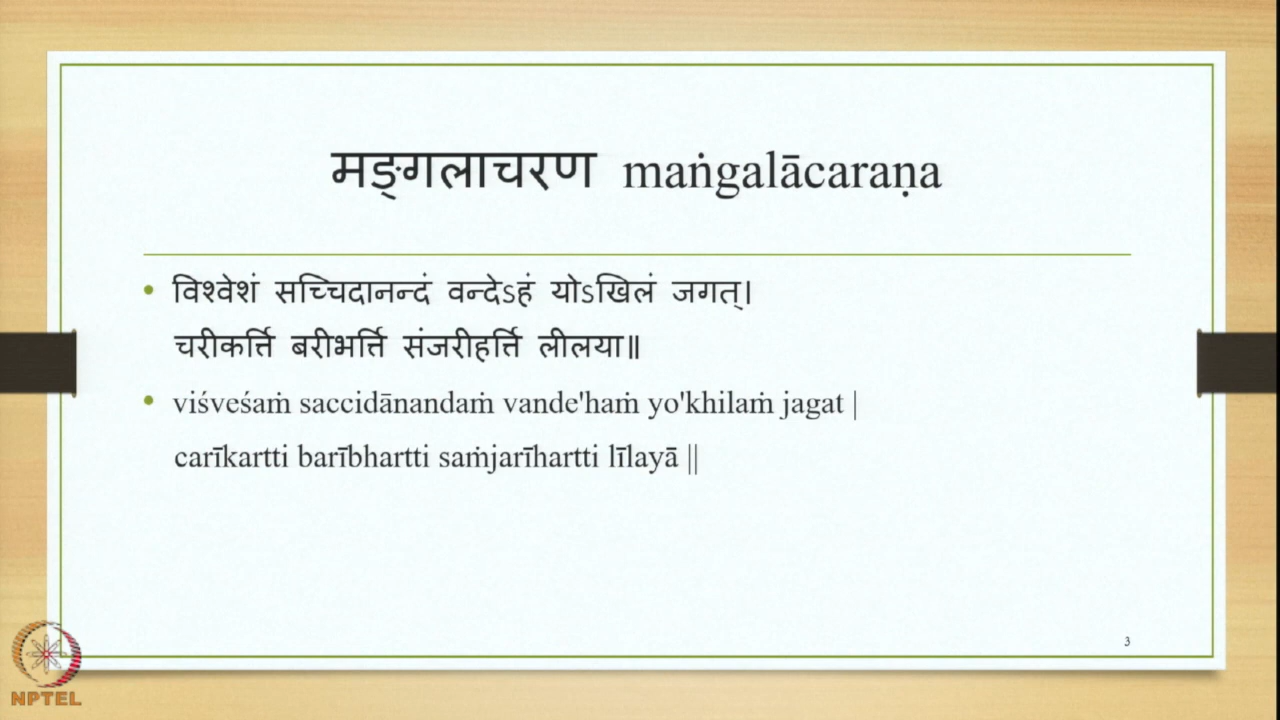 मङ्गलाचरण maṅgalācaraṇa
• विश्वेशं सच्चिदानन्दं वन्देऽहं योऽखिलं जगत्।
चरीकर्त्ति बरीभर्त्ति संजरीहर्त्ति लीलया॥
• viśveśaṁ saccidānandaṁ vande'haṁ yo'khilaṁ jagat |
carīkartti barībhartti saṁjarīhartti līlayā ||
3
NPTEL